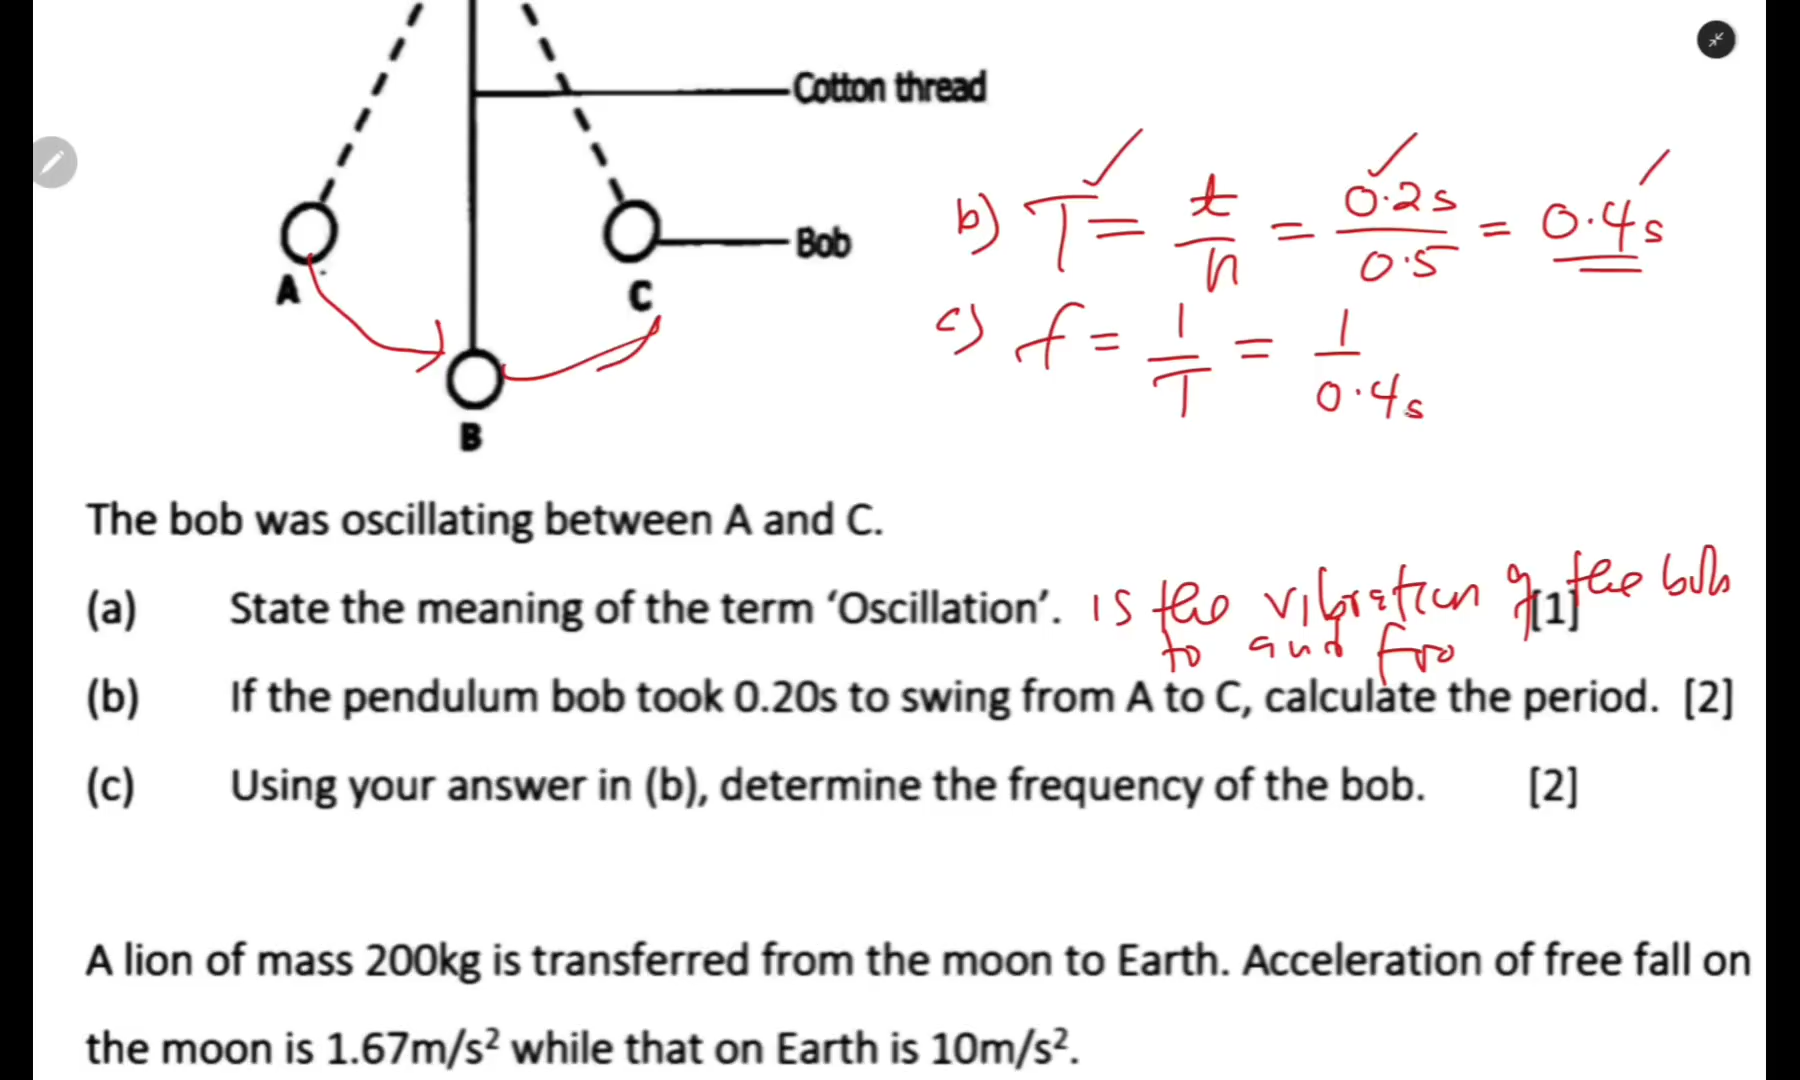 Cotton thread
b) T = t/n = 0.2s/0.5 = 0.4s
Bob
A
C
c) f = 1/T = 1/0.4s
B
The bob was oscillating between A and C.
(a) State the meaning of the term ‘Oscillation’. is the vibration of the bob [1]
to and fro
(b) If the pendulum bob took 0.20s to swing from A to C, calculate the period. [2]
(c) Using your answer in (b), determine the frequency of the bob. [2]
A lion of mass 200kg is transferred from the moon to Earth. Acceleration of free fall on
the moon is 1.67m/s² while that on Earth is 10m/s².